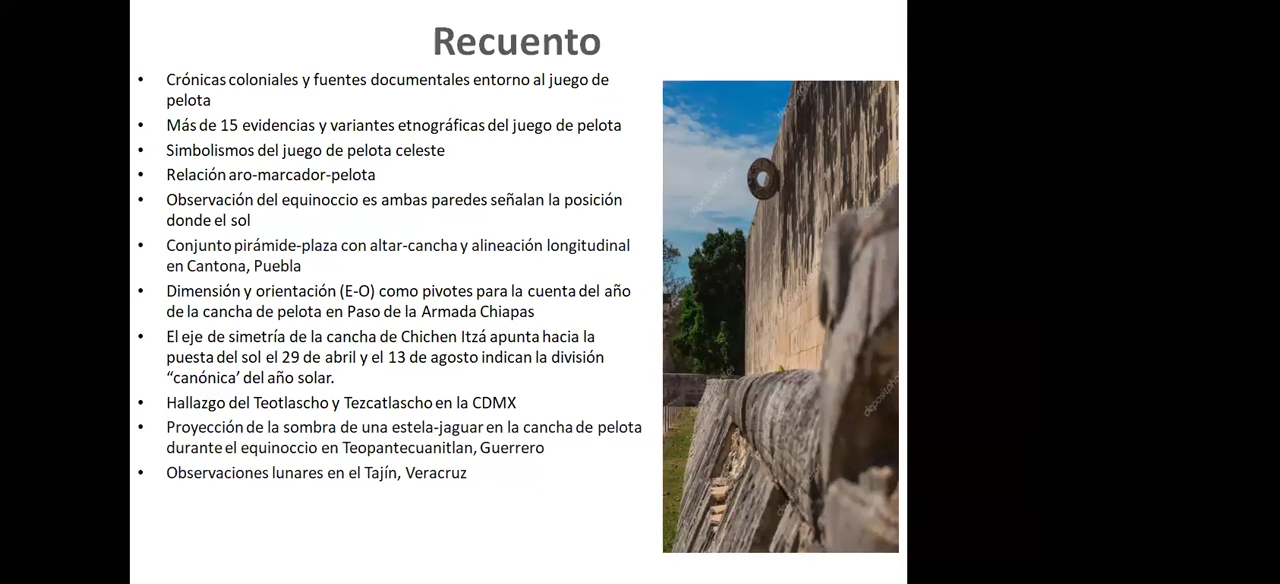 Recuento
• Crónicas coloniales y fuentes documentales entorno al juego de
pelota
• Más de 15 evidencias y variantes etnográficas del juego de pelota
• Simbolismos del juego de pelota celeste
• Relación aro-marcador-pelota
• Observación del equinoccio es ambas paredes señalan la posición
donde el sol
• Conjunto pirámide-plaza con altar-cancha y alineación longitudinal
en Cantona, Puebla
• Dimensión y orientación (E-O) como pivotes para la cuenta del año
de la cancha de pelota en Paso de la Armada Chiapas
• El eje de simetría de la cancha de Chichen Itzá apunta hacia la
puesta del sol el 29 de abril y el 13 de agosto indican la división
“canónica’ del año solar.
• Hallazgo del Teotlascho y Tezcatlascho en la CDMX
• Proyección de la sombra de una estela-jaguar en la cancha de pelota
durante el equinoccio en Teopantecuanitlan, Guerrero
• Observaciones lunares en el Tajín, Veracruz